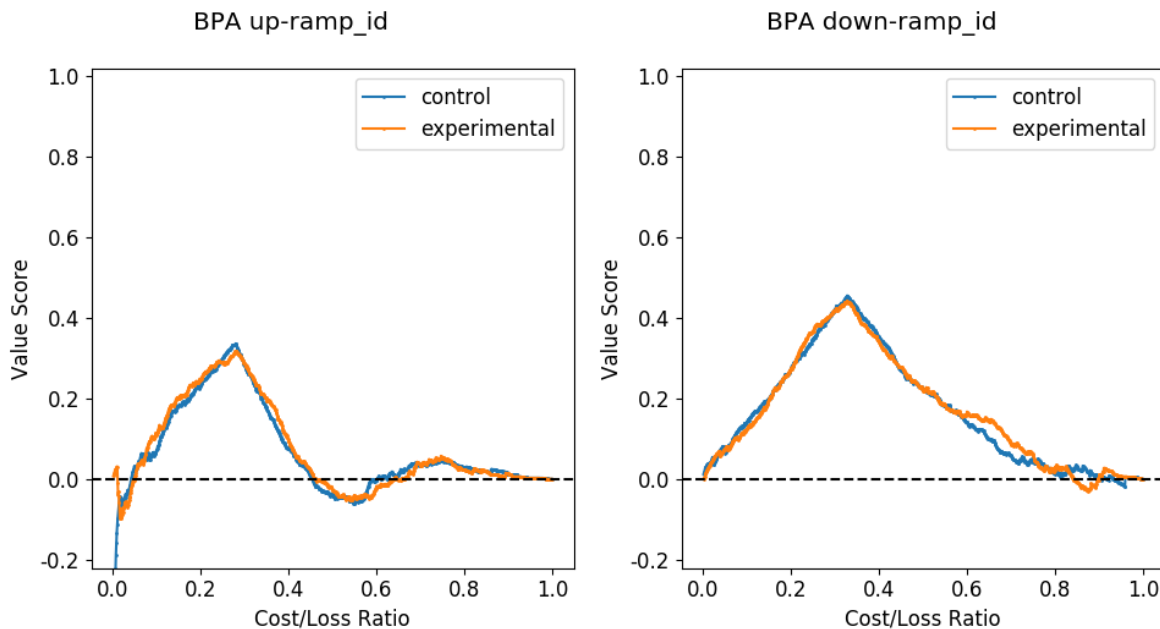 BPA up-ramp_id
control
experimental
Value Score
1.0
0.8
0.6
0.4
0.2
0.0
-0.2
0.0 0.2 0.4 0.6 0.8 1.0
Cost/Loss Ratio
BPA down-ramp_id
control
experimental
Value Score
1.0
0.8
0.6
0.4
0.2
0.0
-0.2
0.0 0.2 0.4 0.6 0.8 1.0
Cost/Loss Ratio